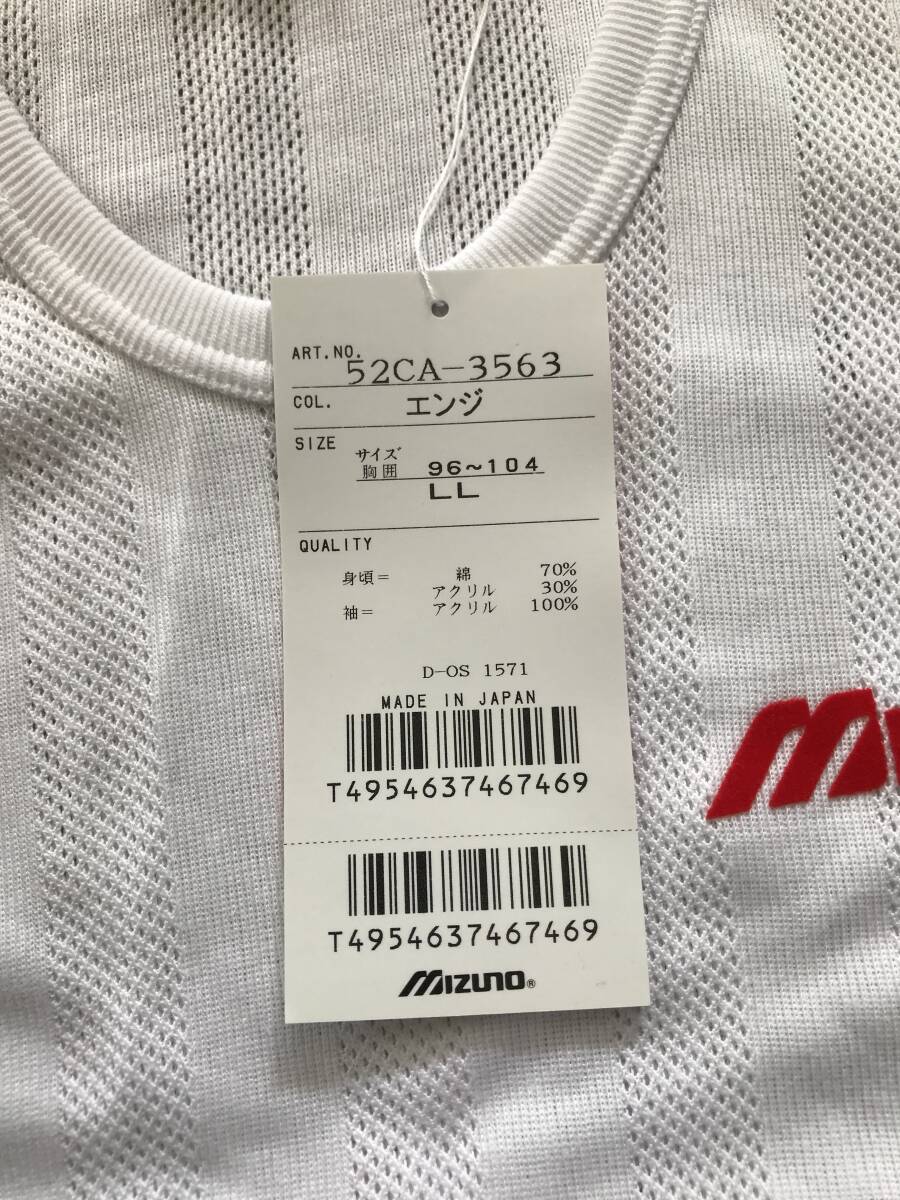 ART.NO. 52CA-3563
COL. エンジ
SIZE
サイズ
胸囲 96~104
LL
QUALITY
身頃= 綿 70%
アクリル 30%
袖= アクリル 100%
D-OS 1571
MADE IN JAPAN
T4954637467469
T4954637467469
MIZUNO®